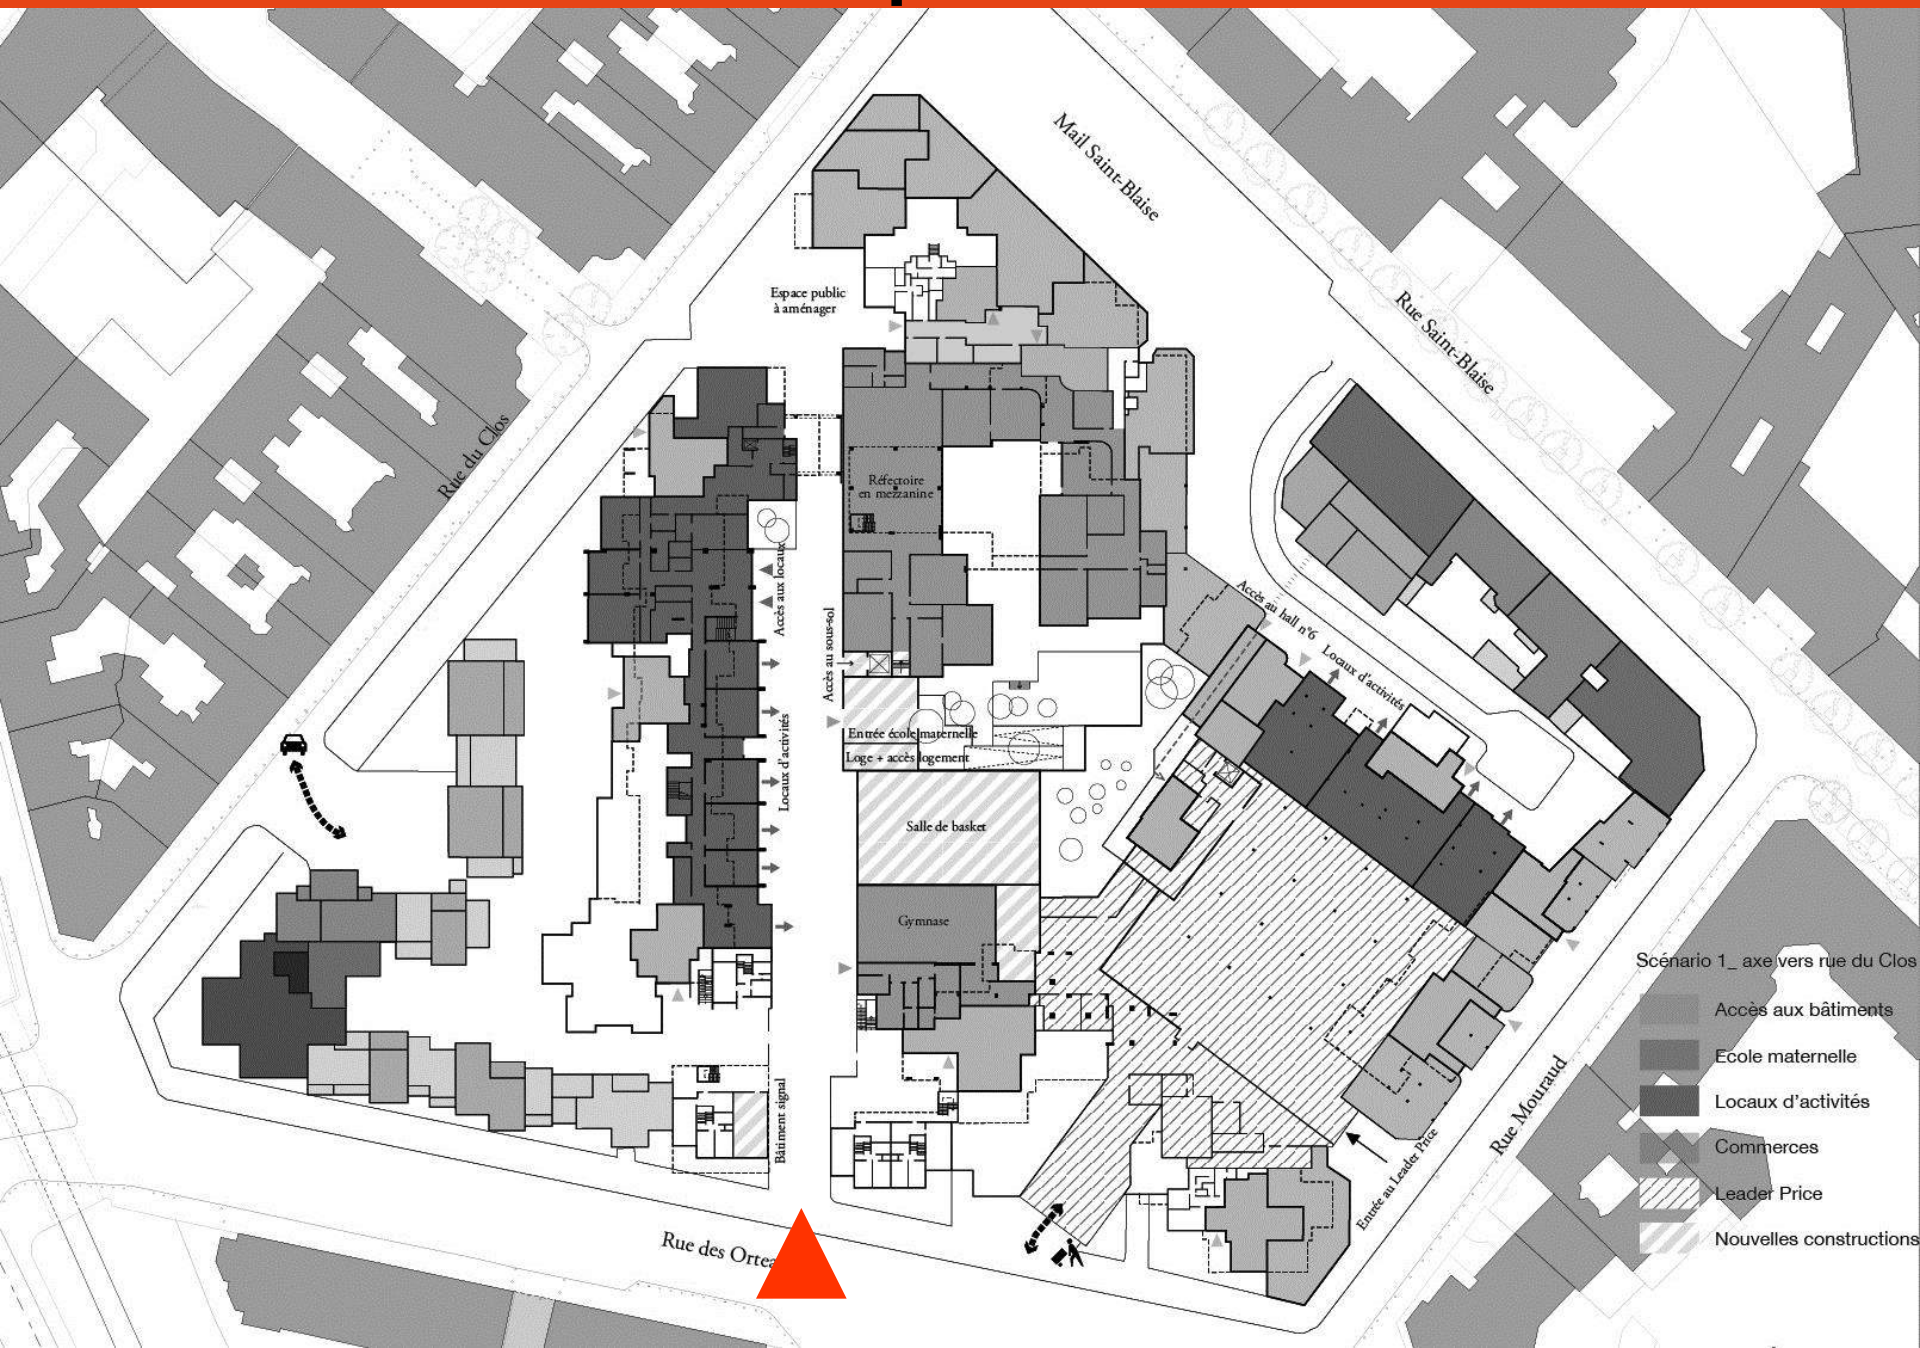 Mail Saint-Blaise
Espace public
à aménager
Rue Saint-Blaise
Rue du Clos
Réfectoire
en mezzanine
Accès aux locaux
Accès au sous-sol
Accès au hall n°6
Locaux d'activités
Locaux d'activités
Entrée école maternelle
Loge + accès logement
Salle de basket
Gymnase
Scénario 1_ axe vers rue du Clos
Accès aux bâtiments
Ecole maternelle
Locaux d'activités
Commerces
Leader Price
Nouvelles constructions
Bâtiment signal
Rue Mouraud
Entrée au Leader Price
Rue des Ortea